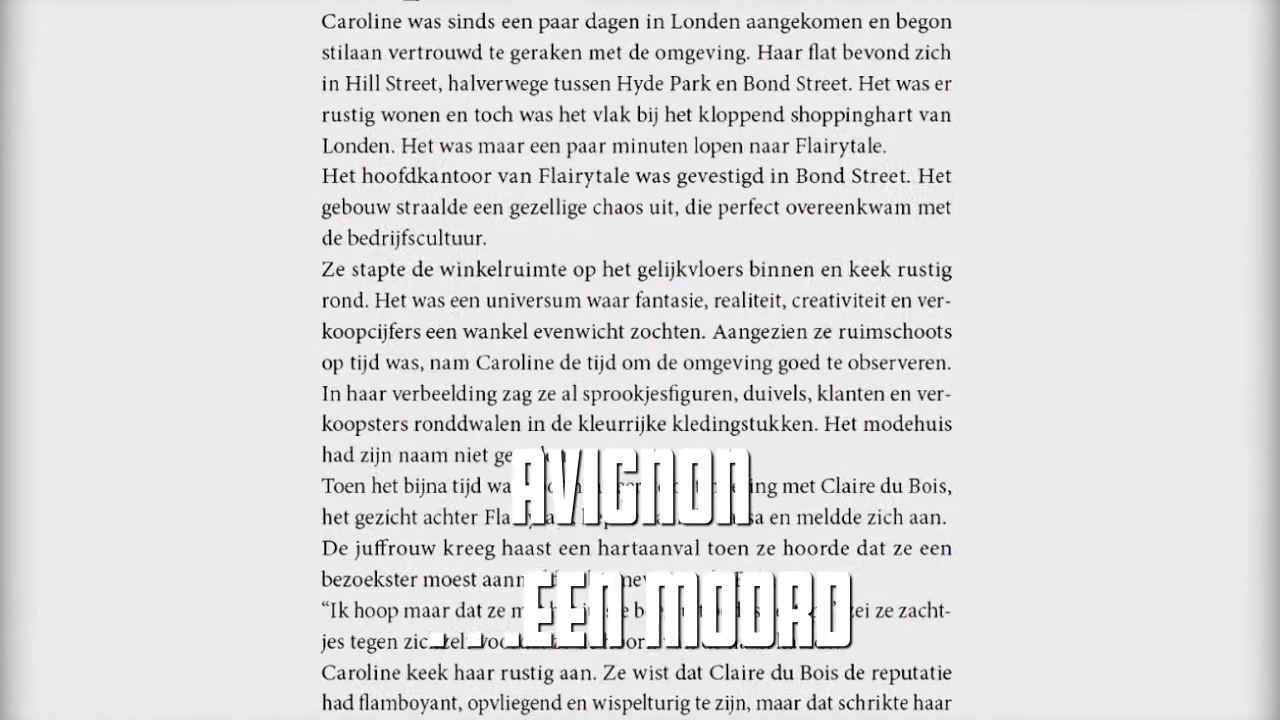 Caroline was sinds een paar dagen in Londen aangekomen en begon
stilaan vertrouwd te geraken met de omgeving. Haar flat bevond zich
in Hill Street, halverwege tussen Hyde Park en Bond Street. Het was er
rustig wonen en toch was het vlak bij het kloppend shoppinghart van
Londen. Het was maar een paar minuten lopen naar Flairytale.
Het hoofdkantoor van Flairytale was gevestigd in Bond Street. Het
gebouw straalde een gezellige chaos uit, die perfect overeenkwam met
de bedrijfscultuur.
Ze stapte de winkelruimte op het gelijkvloers binnen en keek rustig
rond. Het was een universum waar fantasie, realiteit, creativiteit en ver-
koopcijfers een wankel evenwicht zochten. Aangezien ze ruimschoots
op tijd was, nam Caroline de tijd om de omgeving goed te observeren.
In haar verbeelding zag ze al sprookjesfiguren, duivels, klanten en ver-
koopsters ronddwalen in de kleurrijke kledingstukken. Het modehuis
had zijn naam niet
Toen het bijna tijd met Claire du Bois,
het gezicht achter en meldde zich aan.
AVIGNON
De juffrouw kreeg haast een hartaanval toen ze hoorde dat ze een
bezoekster moest
“Ik hoop maar dat ze ze zacht-
jes tegen
...EEN MOORD
Caroline keek haar rustig aan. Ze wist dat Claire du Bois de reputatie
had flamboyant, opvliegend en wispelturig te zijn, maar dat schrikte haar